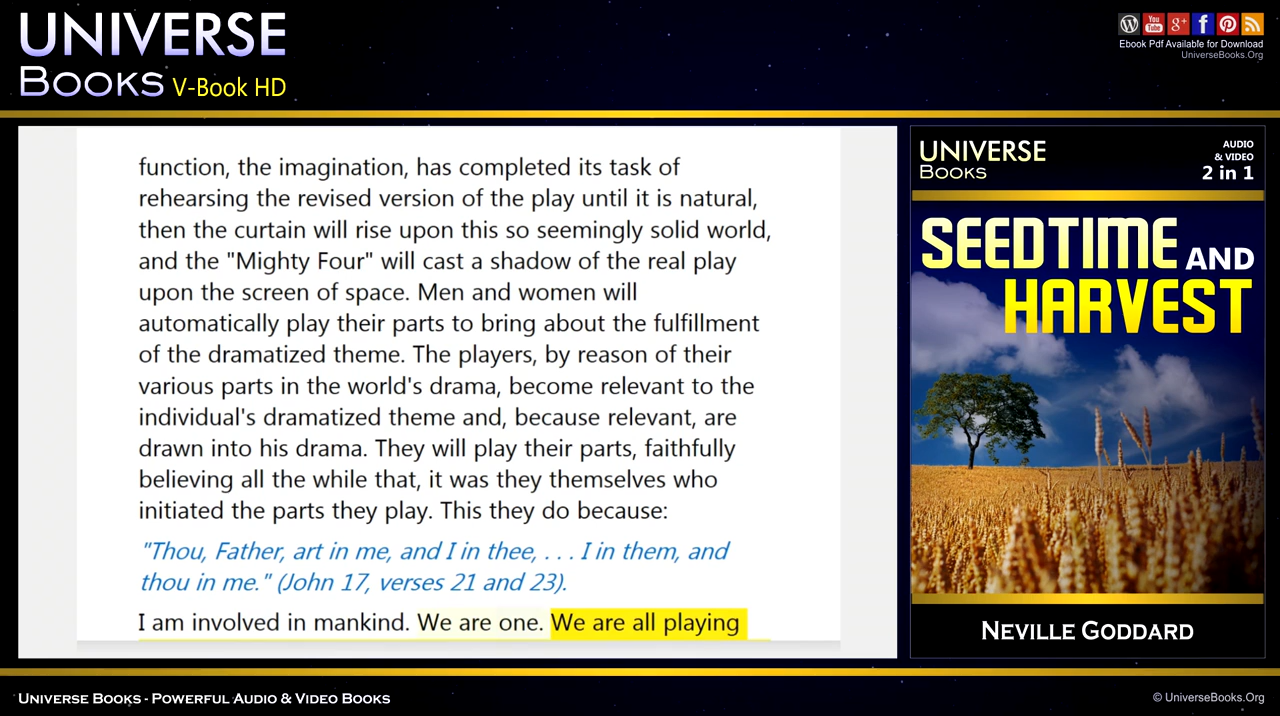 UNIVERSE
BOOKS V-Book HD
Ebook Pdf Available for Download
UniverseBooks.Org
function, the imagination, has completed its task of
rehearsing the revised version of the play until it is natural,
then the curtain will rise upon this so seemingly solid world,
and the "Mighty Four" will cast a shadow of the real play
upon the screen of space. Men and women will
automatically play their parts to bring about the fulfillment
of the dramatized theme. The players, by reason of their
various parts in the world's drama, become relevant to the
individual's dramatized theme and, because relevant, are
drawn into his drama. They will play their parts, faithfully
believing all the while that, it was they themselves who
initiated the parts they play. This they do because:
"Thou, Father, art in me, and I in thee, . . . I in them, and
thou in me." (John 17, verses 21 and 23).
I am involved in mankind. We are one. We are all playing
UNIVERSE
BOOKS
AUDIO
& VIDEO
2 in 1
SEEDTIME AND
HARVEST
NEVILLE GODDARD
UNIVERSE BOOKS - POWERFUL AUDIO & VIDEO BOOKS
© UniverseBooks.Org